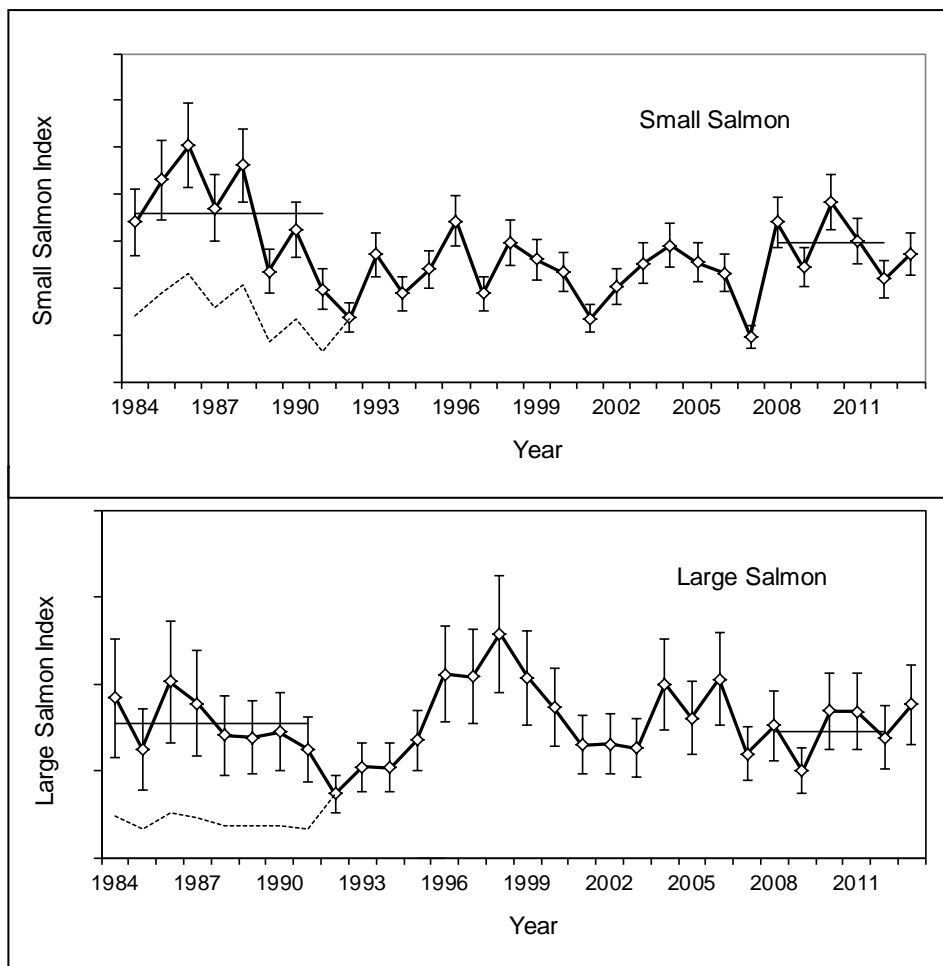 Small Salmon
Small Salmon Index
1984 1987 1990 1993 1996 1999 2002 2005 2008 2011
Year
Large Salmon
Large Salmon Index
1984 1987 1990 1993 1996 1999 2002 2005 2008 2011
Year